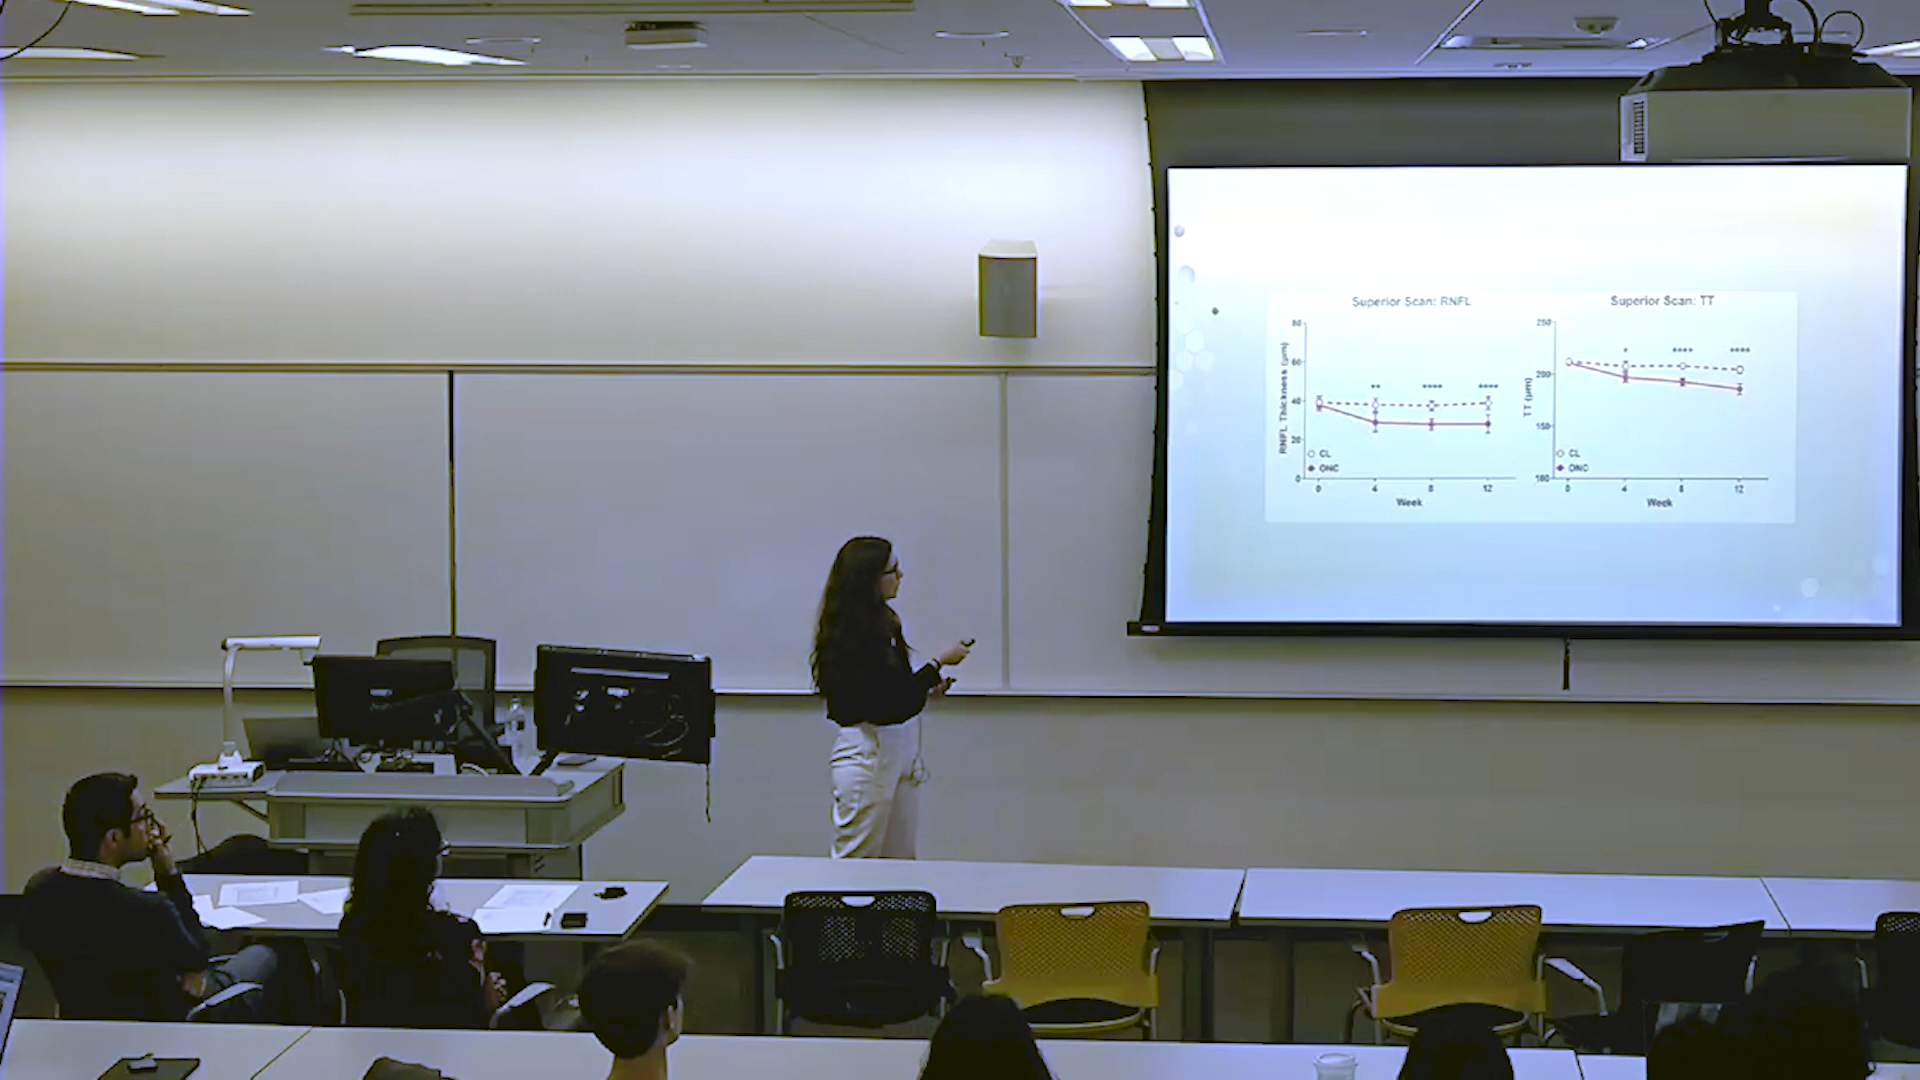 Superior Scan: RNFL
80
60
40
20
0
RNFL Thickness (µm)
** **** ****
CL
ONC
0 4 8 12
Week
Superior Scan: TT
250
200
150
100
TT (µm)
* **** ****
CL
ONC
0 4 8 12
Week